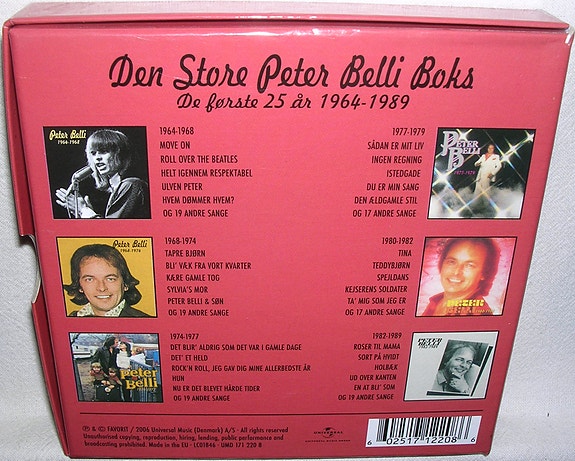 Den Store Peter Belli Boks
De første 25 år 1964-1989
Peter Belli
1964-1968
1964-1968
MOVE ON
ROLL OVER THE BEATLES
HELT IGENNEM RESPEKTABEL
ULVEN PETER
HVEM DØMMER HVEM?
OG 19 ANDRE SANGE
1977-1979
SÅDAN ER MIT LIV
INGEN REGNING
ISTEDGADE
DU ER MIN SANG
DEN ÆLDGAMLE STIL
OG 17 ANDRE SANGE
PETER
BELLI
1977-1979
Peter Belli
1968-1974
1968-1974
TAPRE BJØRN
BLI' VÆK FRA VORT KVARTER
KÆRE GAMLE TOG
SYLVIA'S MOR
PETER BELLI & SØN
OG 19 ANDRE SANGE
1980-1982
TINA
TEDDYBJØRN
SPEJLDANS
KEJSERENS SOLDATER
TA' MIG SOM JEG ER
OG 17 ANDRE SANGE
PETER
Peter
Belli
1974-1977
DET BLIR' ALDRIG SOM DET VAR I GAMLE DAGE
DET' ET HELD
ROCK'N ROLL, JEG GAV DIG MINE ALLERBEDSTE ÅR
HUN
NU ER DET BLEVET HÅRDE TIDER
OG 19 ANDRE SANGE
1982-1989
ROSER TIL MAMA
SORT PÅ HVIDT
HOLBÆK
UD OVER KANTEN
EN AT BLI' SOM
OG 19 ANDRE SANGE
PETER
BELLI
℗ & © FAVORIT / 2006 Universal Music (Denmark) A/S - All rights reserved
Unauthorised copying, reproduction, hiring, lending, public performance and
broadcasting prohibited. Made in the EU - LC01846 - UMD 171 220 8
UNIVERSAL
6 02517 12208 6